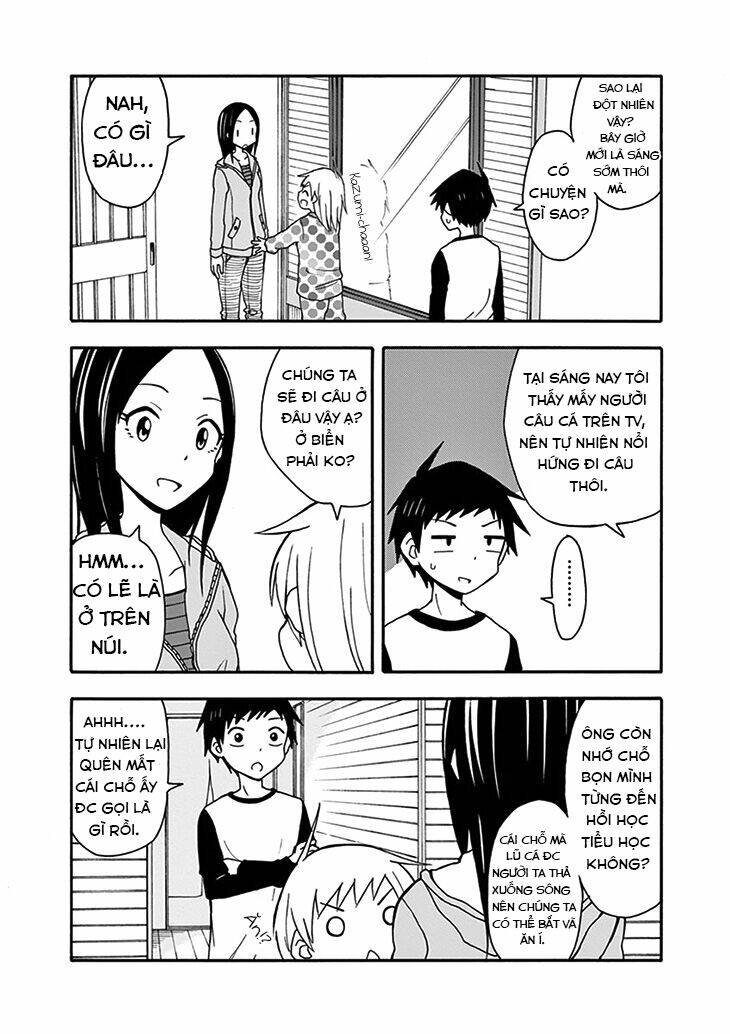 SAO LẠI
ĐỘT NHIÊN
VẬY?
BÂY GIỜ
MỚI LÀ SÁNG
SỚM THÔI
MÀ.
CÓ
CHUYỆN
GÌ SAO?
KaZumi-chaaan!
NAH,
CÓ GÌ
ĐÂU...
TẠI SÁNG NAY TÔI
THẤY MẤY NGƯỜI
CÂU CÁ TRÊN TV,
NÊN TỰ NHIÊN NỔI
HỨNG ĐI CÂU
THÔI.
.........
CHÚNG TA
SẼ ĐI CÂU Ở
ĐÂU VẬY Ạ?
Ở BIỂN
PHẢI KO?
HMM...
CÓ LẼ LÀ
Ở TRÊN
NÚI.
ÔNG CÒN
NHỚ CHỖ
BỌN MÌNH
TỪNG ĐẾN
HỒI HỌC
TIỂU HỌC
KHÔNG?
CÁI CHỖ MÀ
LŨ CÁ ĐC
NGƯỜI TA THẢ
XUỐNG SÔNG
NÊN CHÚNG TA
CÓ THỂ BẮT VÀ
ĂN Í.
AHHH....
TỰ NHIÊN LẠI
QUÊN MẤT
CÁI CHỖ ẤY
ĐC GỌI LÀ
GÌ RỒI.